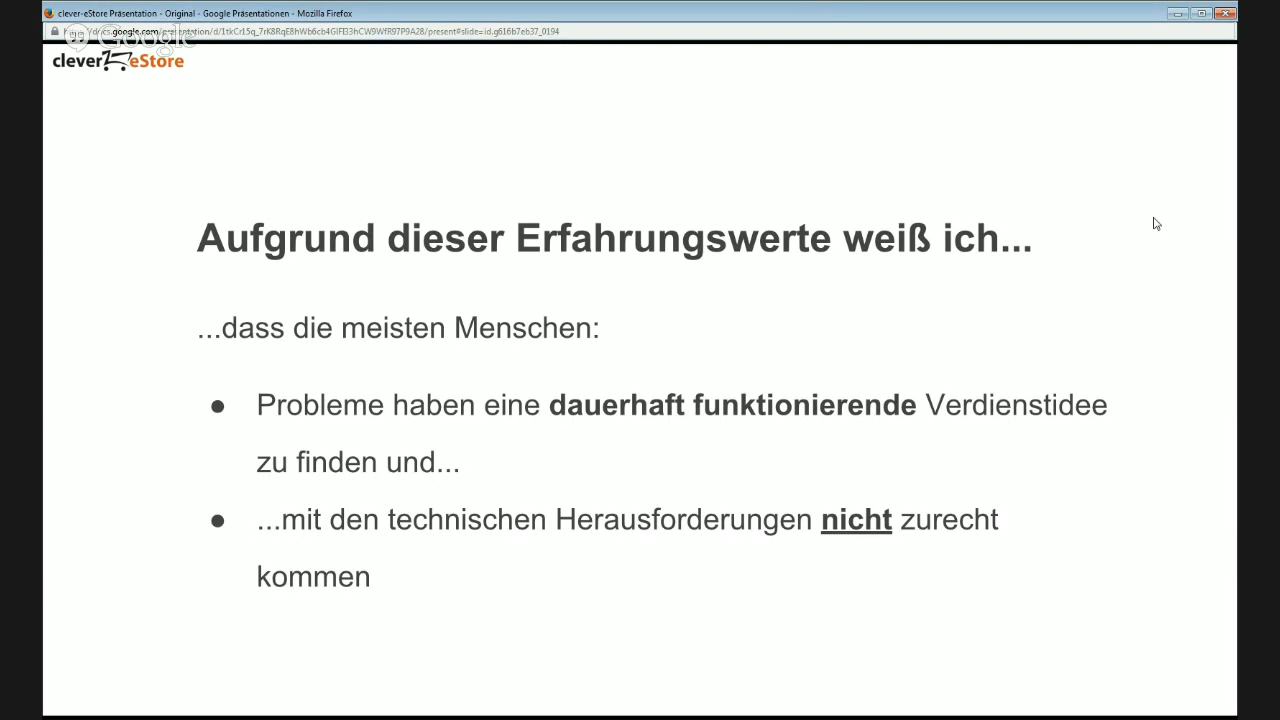 clever-eStore Präsentation - Original - Google Präsentationen - Mozilla Firefox
Google
clever eStore
Aufgrund dieser Erfahrungswerte weiß ich...
...dass die meisten Menschen:
● Probleme haben eine dauerhaft funktionierende Verdienstidee
zu finden und...
● ...mit den technischen Herausforderungen nicht zurecht
kommen